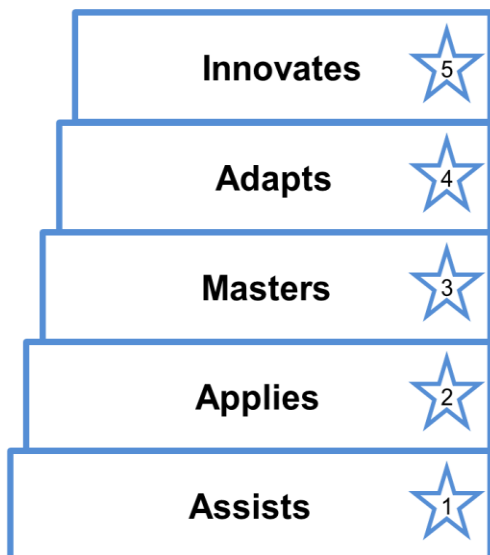 Innovates 5
Adapts 4
Masters 3
Applies 2
Assists 1